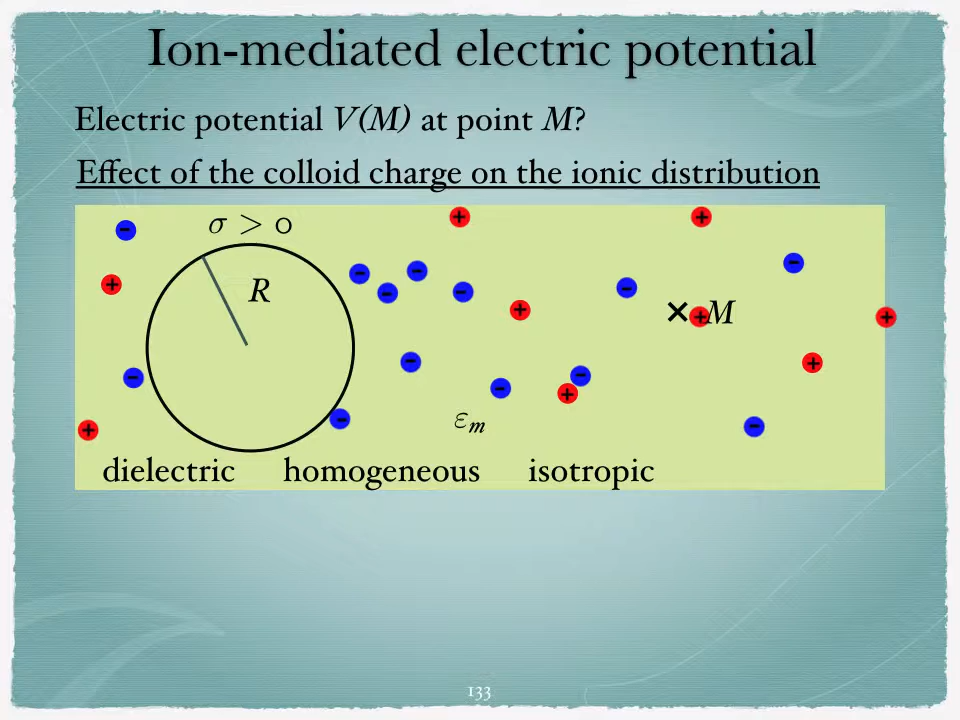 Ion-mediated electric potential
Electric potential V(M) at point M?
Effect of the colloid charge on the ionic distribution
σ > 0
R
M
εm
dielectric homogeneous isotropic
133